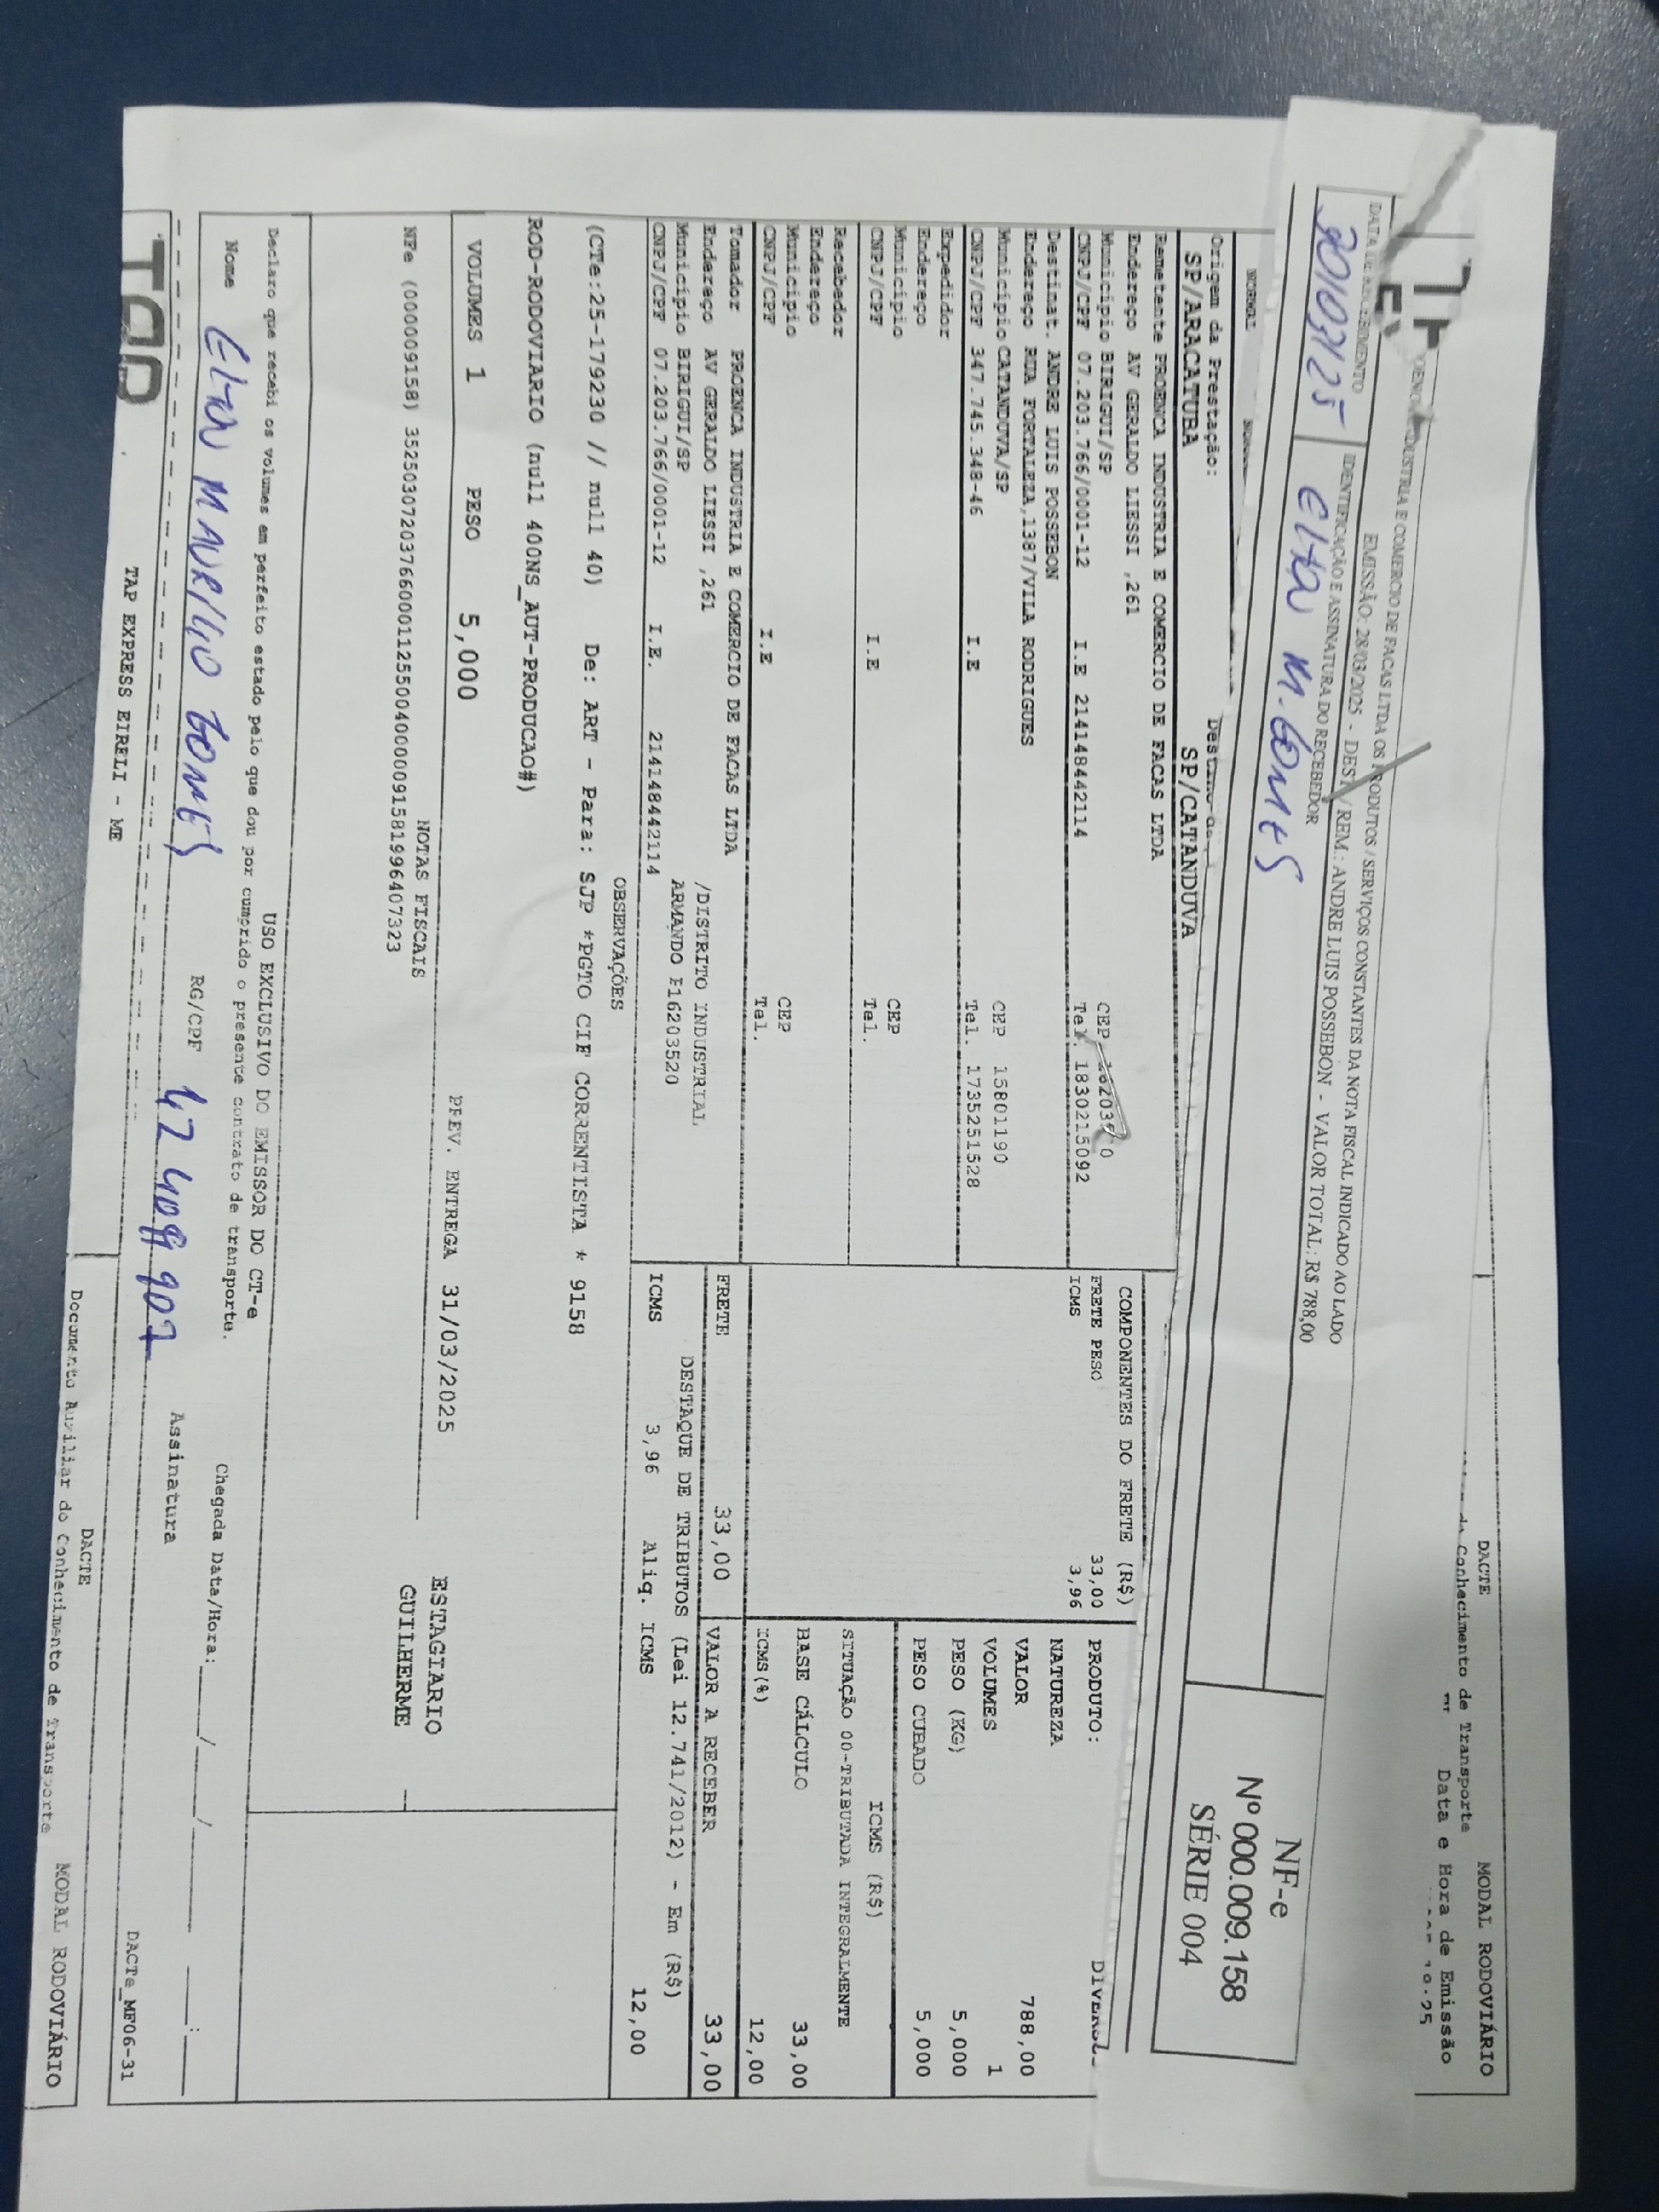 DACTE
MODAL RODOVIÁRIO
Conhecimento de Transporte
Data e Hora de Emissão
INDUSTRIA E COMERCIO DE FACAS LTDA OS PRODUTOS / SERVIÇOS CONSTANTES DA NOTA FISCAL INDICADO AO LADO
EMISSÃO: 28/03/2025 - DEST / REM.: ANDRE LUIS POSSEBON - VALOR TOTAL: R$ 788,00
DATA DE RECEBIMENTO
IDENTIFICAÇÃO E ASSINATURA DO RECEBEDOR
Elton M. Gomes
NF-e
Nº 000.009.158
SÉRIE 004
NORMAL
Origem da Prestação:
SP/ARACATUBA
SP/CATANDUVA
Remetente PROENCA INDUSTRIA E COMERCIO DE FACAS LTDA
Endereço AV GERALDO LIESSI ,261
Município BIRIGUI/SP CEP
CNPJ/CPF 07.203.766/0001-12 I.E 214148442114 Tel. 1830215092
Destinat. ANDRE LUIS POSSEBON
Endereço RUA FORTALEZA,1387/VILA RODRIGUES
Município CATANDUVA/SP CEP 15801190
CNPJ/CPF 347.745.348-46 I.E Tel. 1735251528
Expedidor
Endereço
Município CEP
CNPJ/CPF I.E Tel.
Recebedor
Endereço
Município CEP
CNPJ/CPF I.E Tel.
Tomador PROENCA INDUSTRIA E COMERCIO DE FACAS LTDA
Endereço AV GERALDO LIESSI ,261 /DISTRITO INDUSTRIAL
Município BIRIGUI/SP ARMANDO F16203520
CNPJ/CPF 07.203.766/0001-12 I.E. 214148442114
COMPONENTES DO FRETE (R$)
FRETE PESO 33,00
ICMS 3,96
PRODUTO:
NATUREZA
VALOR 788,00
VOLUMES 1
PESO (KG) 5,000
PESO CUBADO 5,000
ICMS (R$)
SITUAÇÃO 00-TRIBUTADA INTEGRALMENTE
BASE CÁLCULO 33,00
ICMS(%) 12,00
FRETE 33,00 VALOR A RECEBER 33,00
DESTAQUE DE TRIBUTOS (Lei 12.741/2012) - Em (R$)
ICMS 3,96 Aliq. ICMS 12,00
OBSERVAÇÕES
(CTe:25-179230 // null 40) De: ART - Para: SJP *PGTO CIF CORRENTISTA * 9158
ROD-RODOVIARIO (null 400NS_AUT-PRODUCAO#)
VOLUMES 1 PESO 5,000 PREV. ENTREGA 31/03/2025 ESTAGIARIO
GUILHERME
NOTAS FISCAIS
NFe (000009158) 35250307203766000112550040000091581996407323
USO EXCLUSIVO DO EMISSOR DO CT-e
Declaro que recebi os volumes em perfeito estado pelo que dou por cumprido o presente contrato de transporte.
Chegada Data/Hora:____/____/______ ___:___
Nome Elton MAURILIO GOMES RG/CPF Assinatura
TAP EXPRESS EIRELI - ME
DACTe_MF06-31
DACTE
Documento Auxiliar do Conhecimento de Transporte
MODAL RODOVIÁRIO